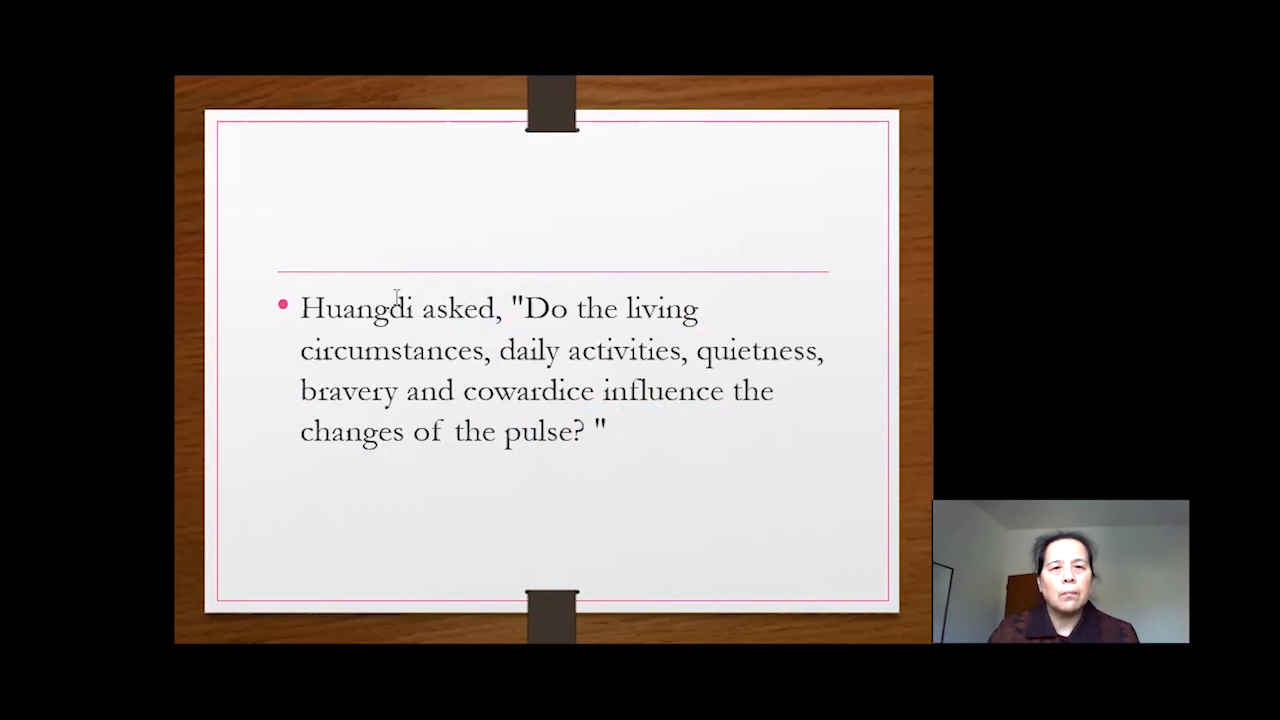 Huangdi asked, "Do the living
circumstances, daily activities, quietness,
bravery and cowardice influence the
changes of the pulse? "